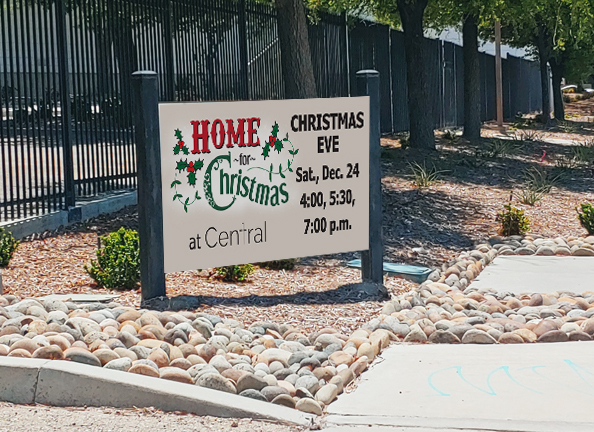 HOME
~for~
Christmas
at Central
CHRISTMAS
EVE
Sat, Dec. 24
4:00, 5:30,
7:00 p.m.